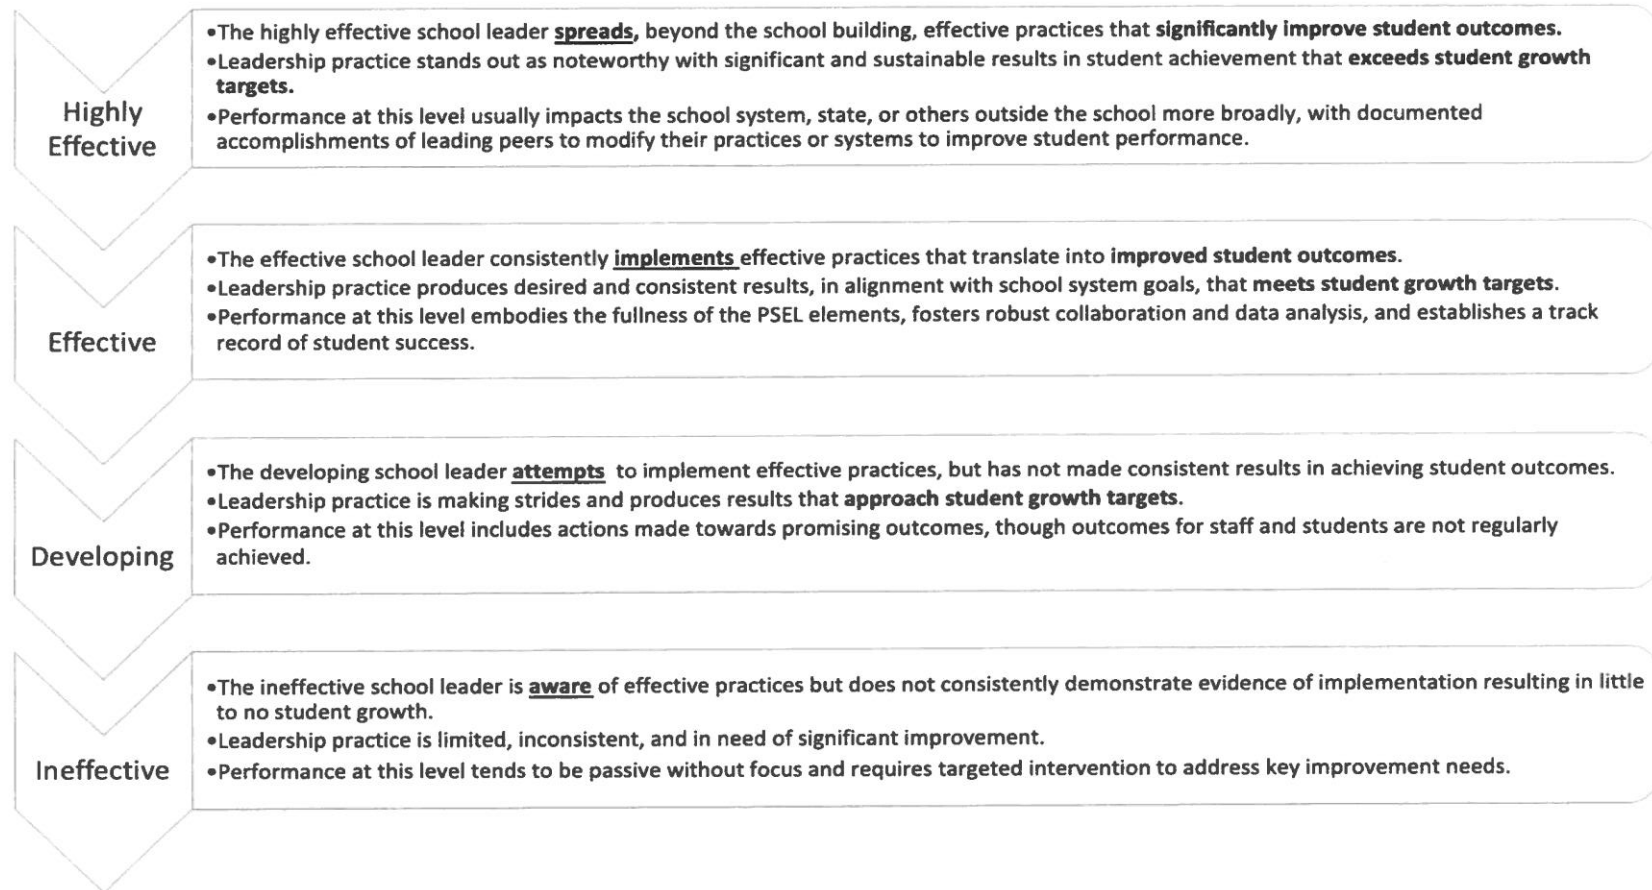 Highly
Effective
•The highly effective school leader spreads, beyond the school building, effective practices that significantly improve student outcomes.
•Leadership practice stands out as noteworthy with significant and sustainable results in student achievement that exceeds student growth
targets.
•Performance at this level usually impacts the school system, state, or others outside the school more broadly, with documented
accomplishments of leading peers to modify their practices or systems to improve student performance.
Effective
•The effective school leader consistently implements effective practices that translate into improved student outcomes.
•Leadership practice produces desired and consistent results, in alignment with school system goals, that meets student growth targets.
•Performance at this level embodies the fullness of the PSEL elements, fosters robust collaboration and data analysis, and establishes a track
record of student success.
Developing
•The developing school leader attempts to implement effective practices, but has not made consistent results in achieving student outcomes.
•Leadership practice is making strides and produces results that approach student growth targets.
•Performance at this level includes actions made towards promising outcomes, though outcomes for staff and students are not regularly
achieved.
Ineffective
•The ineffective school leader is aware of effective practices but does not consistently demonstrate evidence of implementation resulting in little
to no student growth.
•Leadership practice is limited, inconsistent, and in need of significant improvement.
•Performance at this level tends to be passive without focus and requires targeted intervention to address key improvement needs.